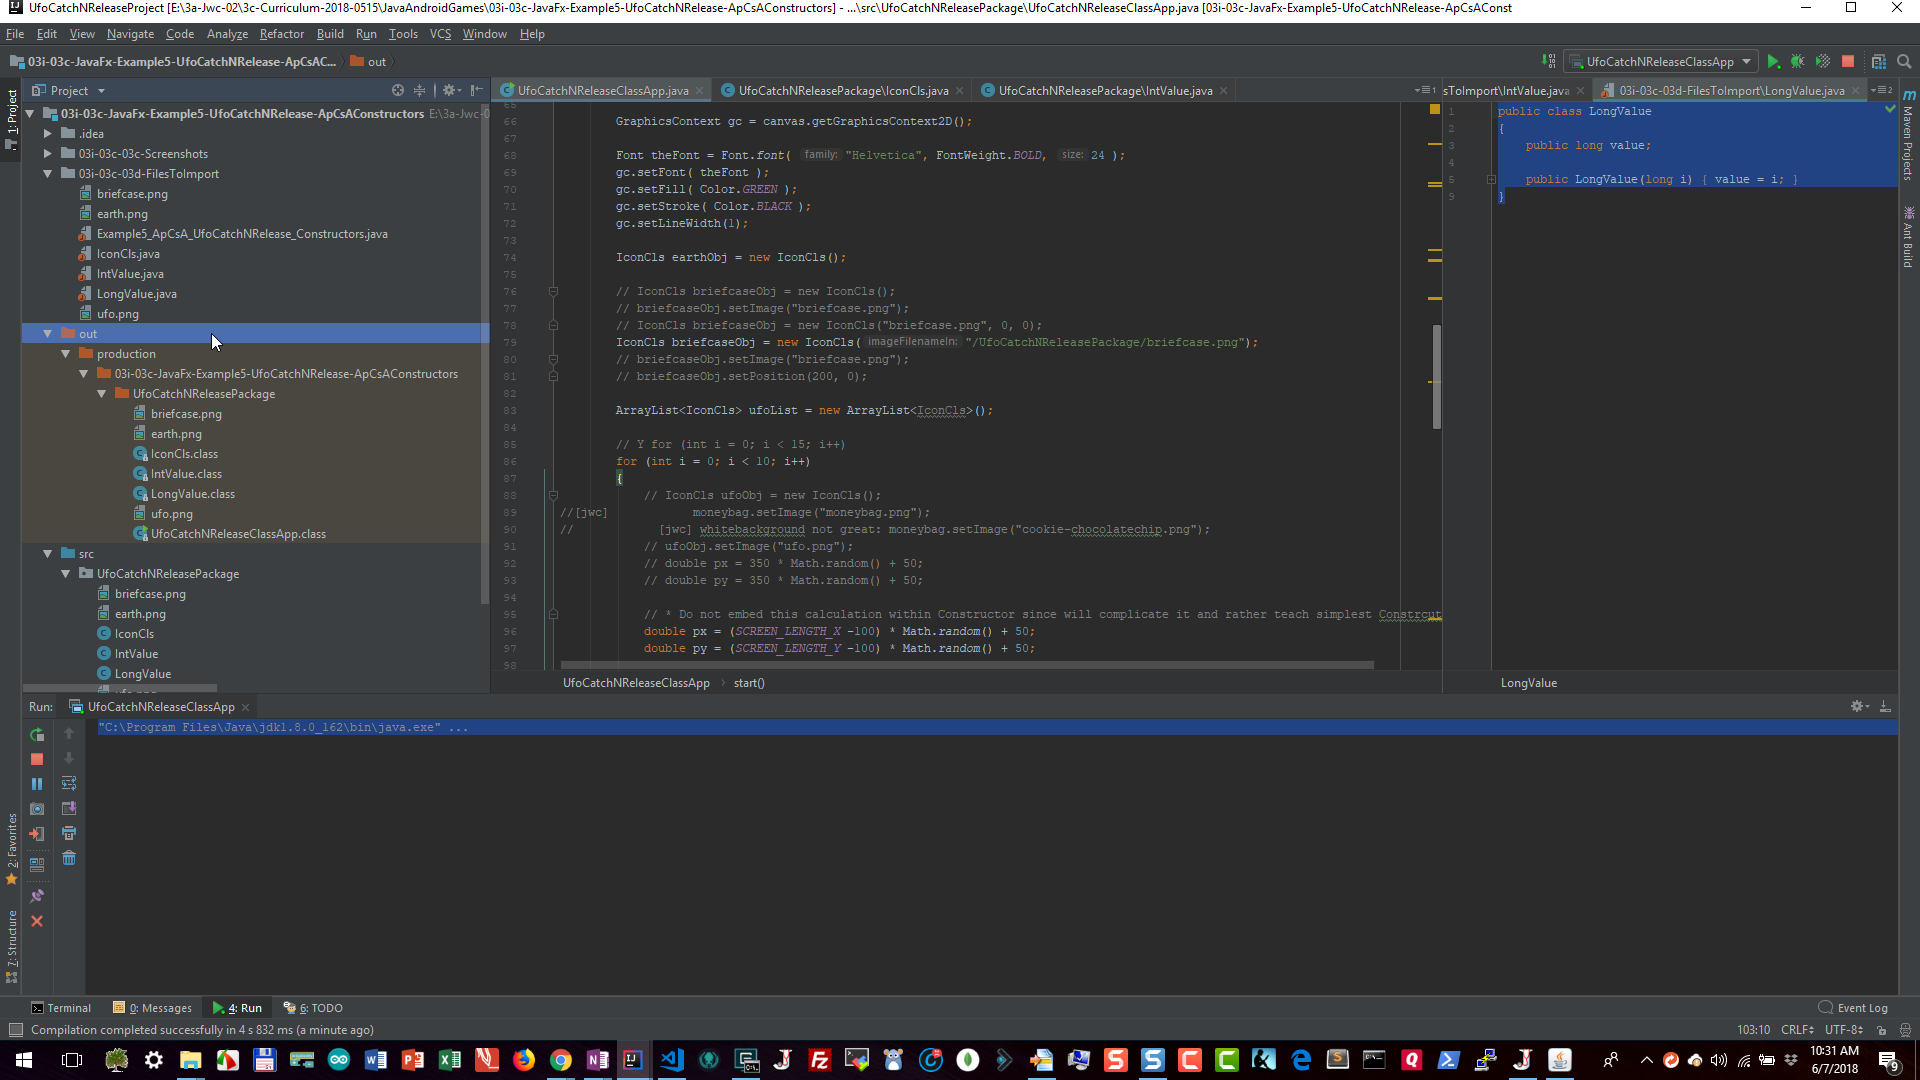 UfoCatchNReleaseProject [E:\3a-Jwc-02\3c-Curriculum-2018-0515\JavaAndroidGames\03i-03c-JavaFx-Example5-UfoCatchNRelease-ApCsAConstructors] - ...\src\UfoCatchNReleasePackage\UfoCatchNReleaseClassApp.java [03i-03c-JavaFx-Example5-UfoCatchNRelease-ApCsAConst
File Edit View Navigate Code Analyze Refactor Build Run Tools VCS Window Help
03i-03c-JavaFx-Example5-UfoCatchNRelease-ApCsAC... out
UfoCatchNReleaseClassApp
Project
UfoCatchNReleaseClassApp.java UfoCatchNReleasePackage\IconCls.java UfoCatchNReleasePackage\IntValue.java
sToImport\IntValue.java 03i-03c-03d-FilesToImport\LongValue.java
1: Project
03i-03c-JavaFx-Example5-UfoCatchNRelease-ApCsAConstructors E:\3a-Jwc-0
.idea
03i-03c-03c-Screenshots
03i-03c-03d-FilesToImport
briefcase.png
earth.png
Example5_ApCsA_UfoCatchNRelease_Constructors.java
IconCls.java
IntValue.java
LongValue.java
ufo.png
out
production
03i-03c-JavaFx-Example5-UfoCatchNRelease-ApCsAConstructors
UfoCatchNReleasePackage
briefcase.png
earth.png
IconCls.class
IntValue.class
LongValue.class
ufo.png
UfoCatchNReleaseClassApp.class
src
UfoCatchNReleasePackage
briefcase.png
earth.png
IconCls
IntValue
LongValue
65
66 GraphicsContext gc = canvas.getGraphicsContext2D();
67
68 Font theFont = Font.font( family: "Helvetica", FontWeight.BOLD, size: 24 );
69 gc.setFont( theFont );
70 gc.setFill( Color.GREEN );
71 gc.setStroke( Color.BLACK );
72 gc.setLineWidth(1);
73
74 IconCls earthObj = new IconCls();
75
76 // IconCls briefcaseObj = new IconCls();
77 // briefcaseObj.setImage("briefcase.png");
78 // IconCls briefcaseObj = new IconCls("briefcase.png", 0, 0);
79 IconCls briefcaseObj = new IconCls( imageFilenameIn: "/UfoCatchNReleasePackage/briefcase.png");
80 // briefcaseObj.setImage("briefcase.png");
81 // briefcaseObj.setPosition(200, 0);
82
83 ArrayList<IconCls> ufoList = new ArrayList<IconCls>();
84
85 // Y for (int i = 0; i < 15; i++)
86 for (int i = 0; i < 10; i++)
87 {
88 // IconCls ufoObj = new IconCls();
89 //[jwc] moneybag.setImage("moneybag.png");
90 // [jwc] whitebackground not great: moneybag.setImage("cookie-chocolatechip.png");
91 // ufoObj.setImage("ufo.png");
92 // double px = 350 * Math.random() + 50;
93 // double py = 350 * Math.random() + 50;
94
95 // * Do not embed this calculation within Constructor since will complicate it and rather teach simplest Constrcut
96 double px = (SCREEN_LENGTH_X -100) * Math.random() + 50;
97 double py = (SCREEN_LENGTH_Y -100) * Math.random() + 50;
98
UfoCatchNReleaseClassApp › start()
1 public class LongValue
2 {
3 public long value;
4
5 public LongValue(long i) { value = i; }
9 }
LongValue
m Maven Projects
Ant Build
Run: UfoCatchNReleaseClassApp
"C:\Program Files\Java\jdk1.8.0_162\bin\java.exe" ...
2: Favorites
7: Structure
Terminal 0: Messages 4: Run 6: TODO Event Log
Compilation completed successfully in 4 s 832 ms (a minute ago) 103:10 CRLF UTF-8
10:31 AM
6/7/2018
9